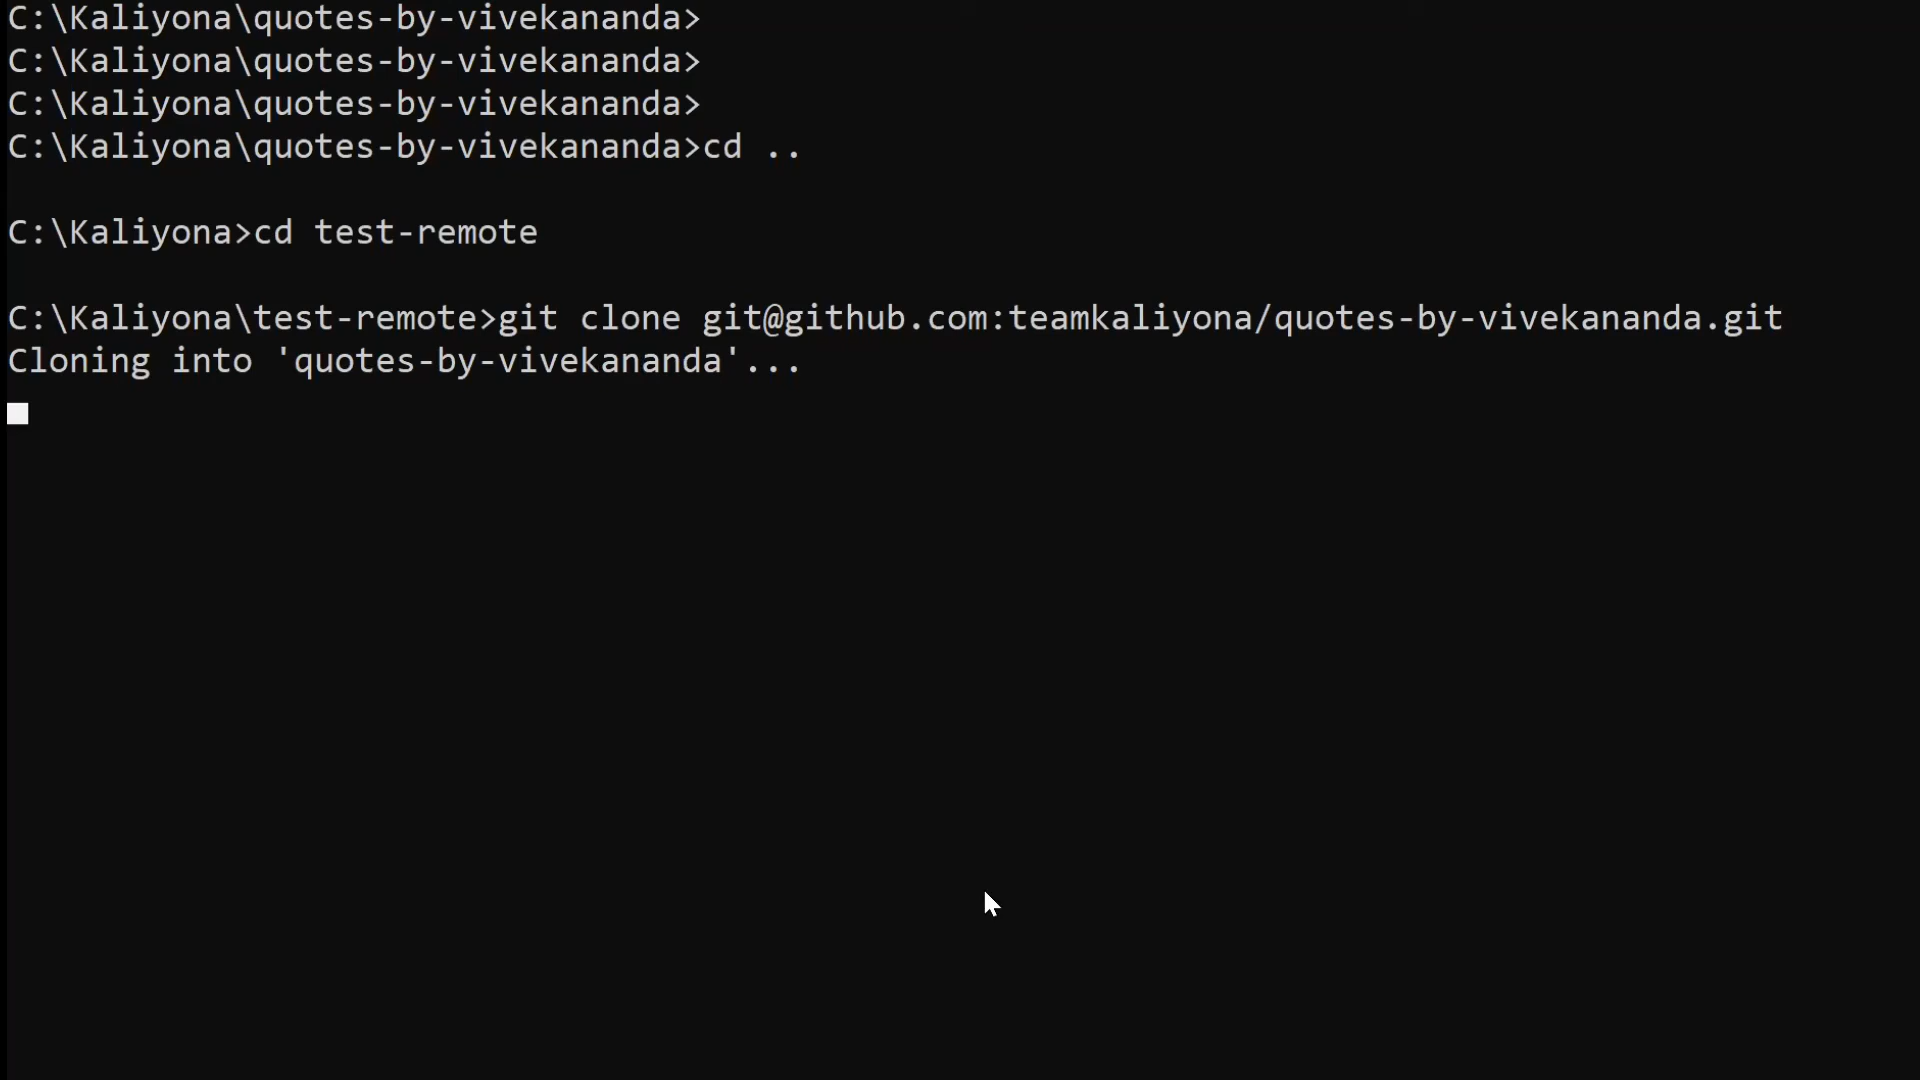 C:\Kaliyona\quotes-by-vivekananda>
C:\Kaliyona\quotes-by-vivekananda>
C:\Kaliyona\quotes-by-vivekananda>
C:\Kaliyona\quotes-by-vivekananda>cd ..
C:\Kaliyona>cd test-remote
C:\Kaliyona\test-remote>git clone git@github.com:teamkaliyona/quotes-by-vivekananda.git
Cloning into 'quotes-by-vivekananda'...